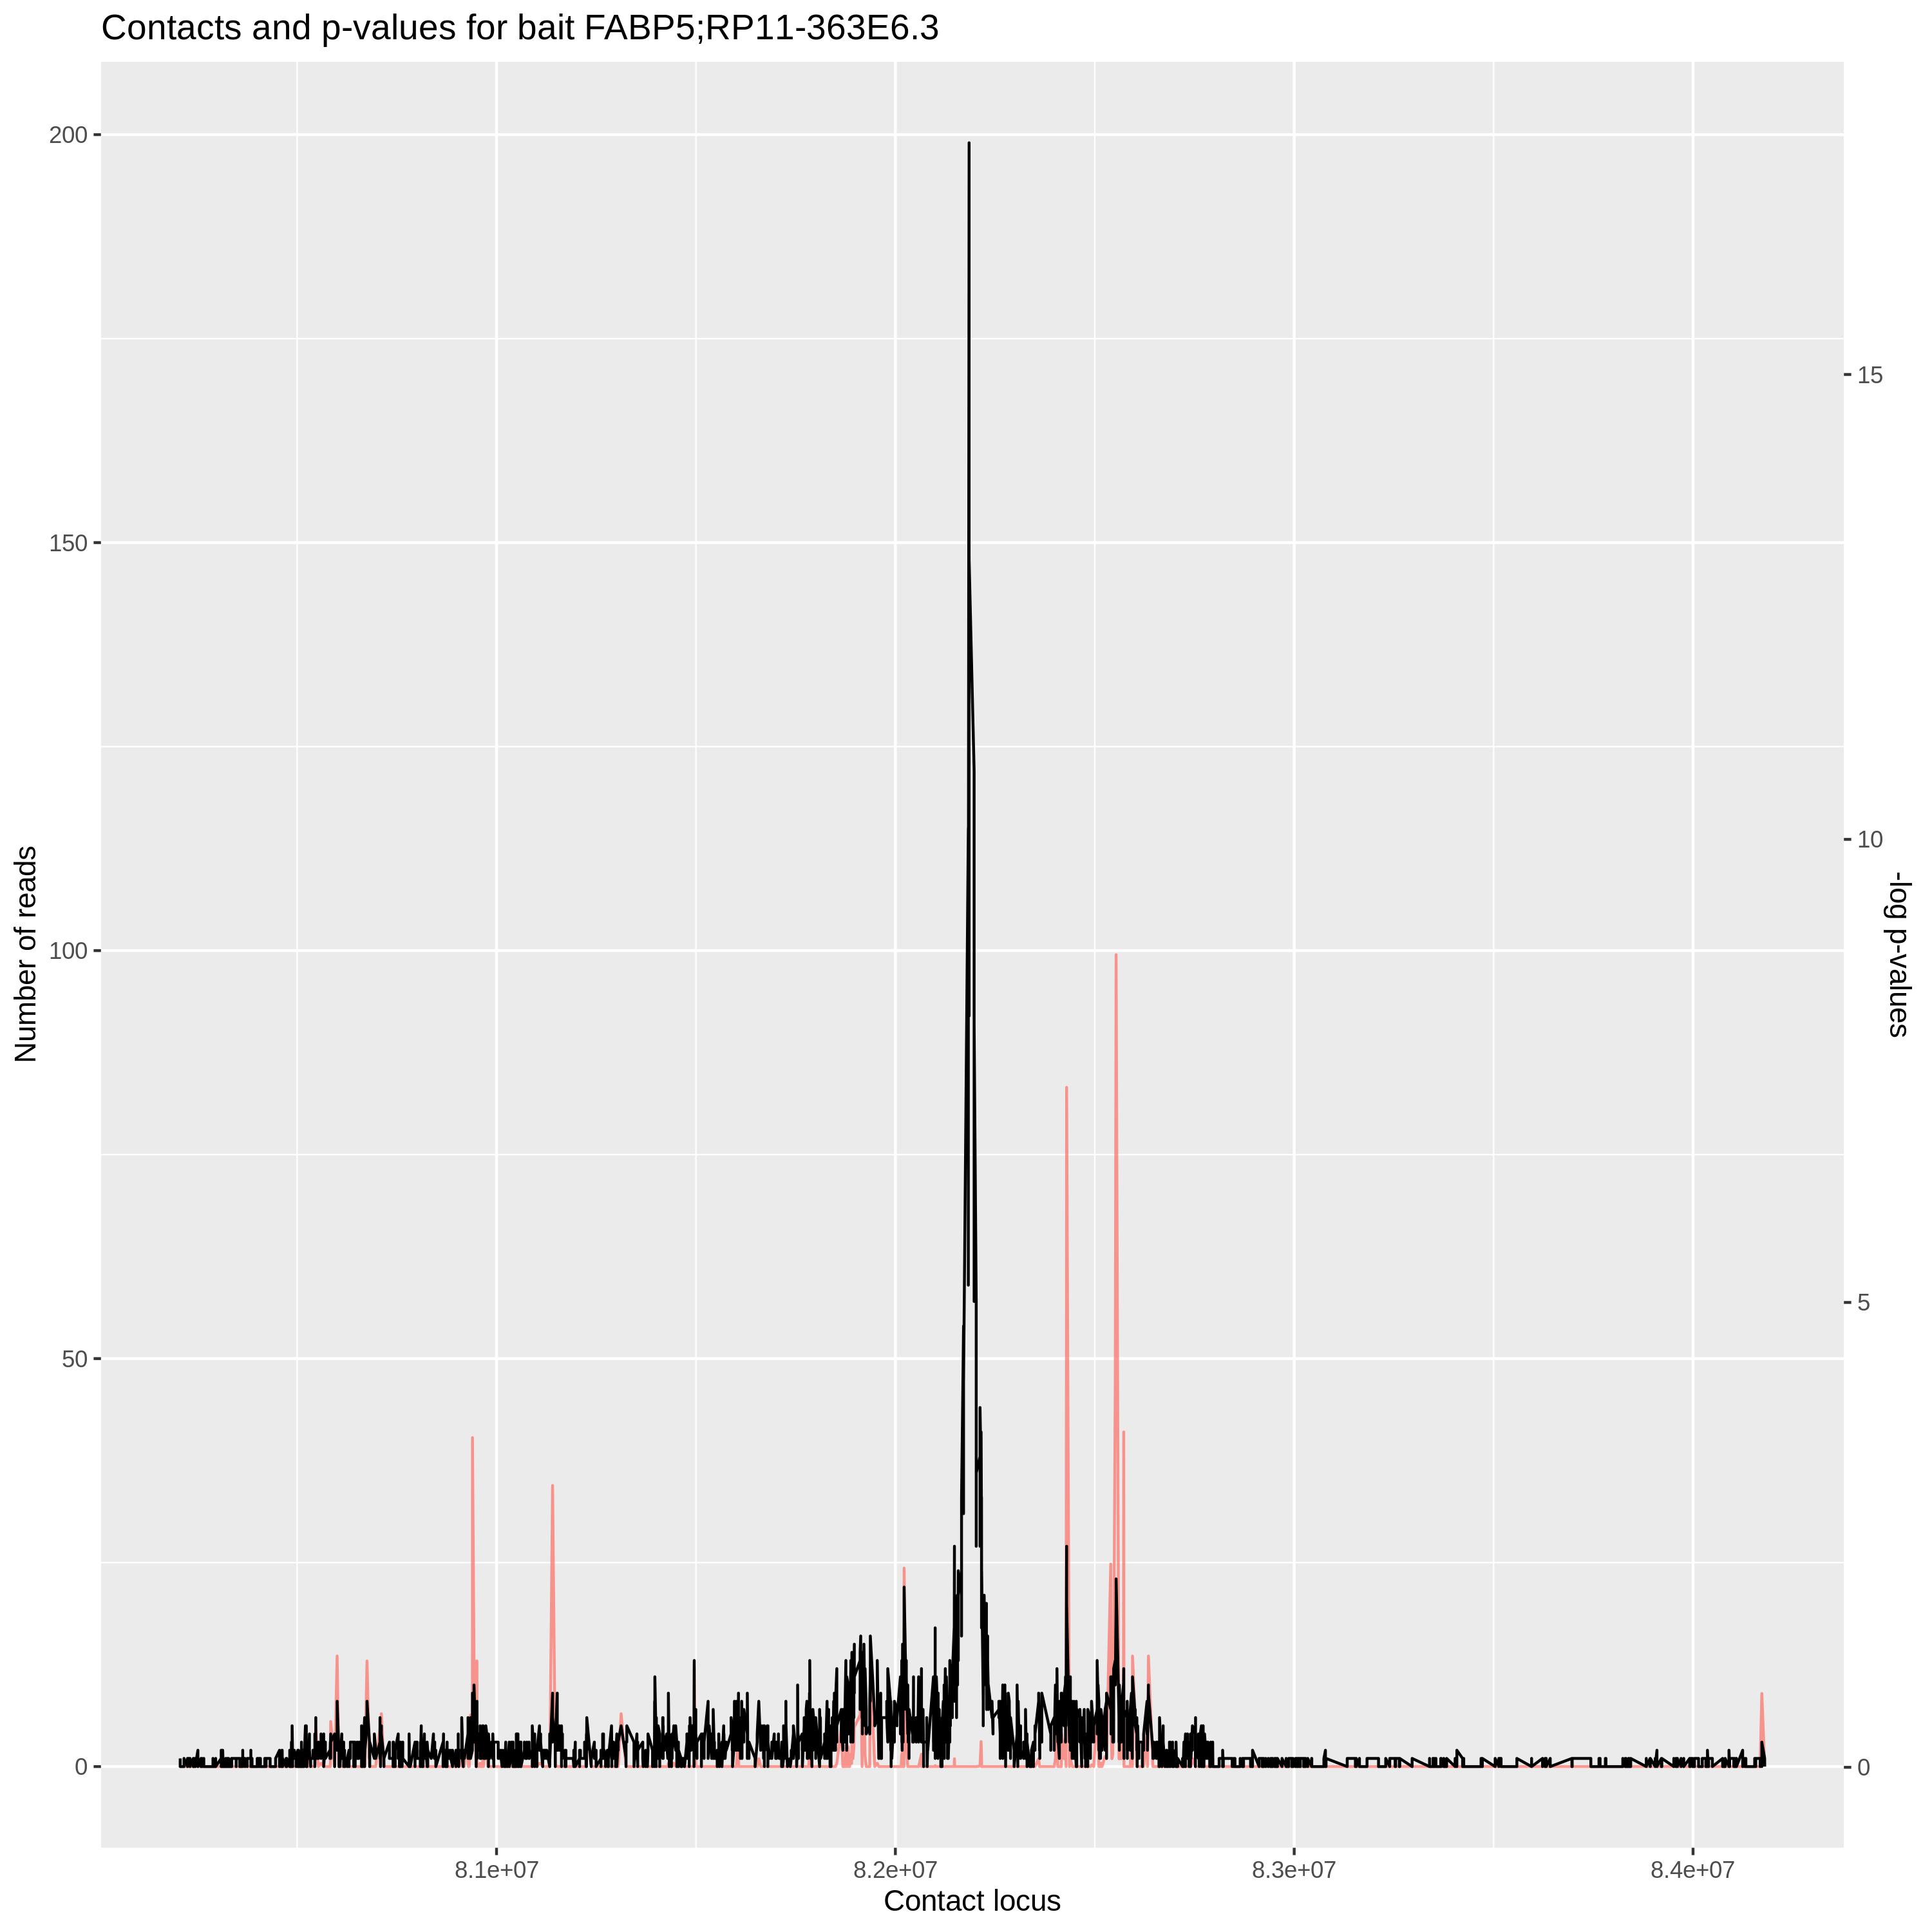 Contacts and p-values for bait FABP5;RP11-363E6.3
200
150
100
50
0
Number of reads
15
10
5
0
-log p-values
8.1e+07
8.2e+07
8.3e+07
8.4e+07
Contact locus